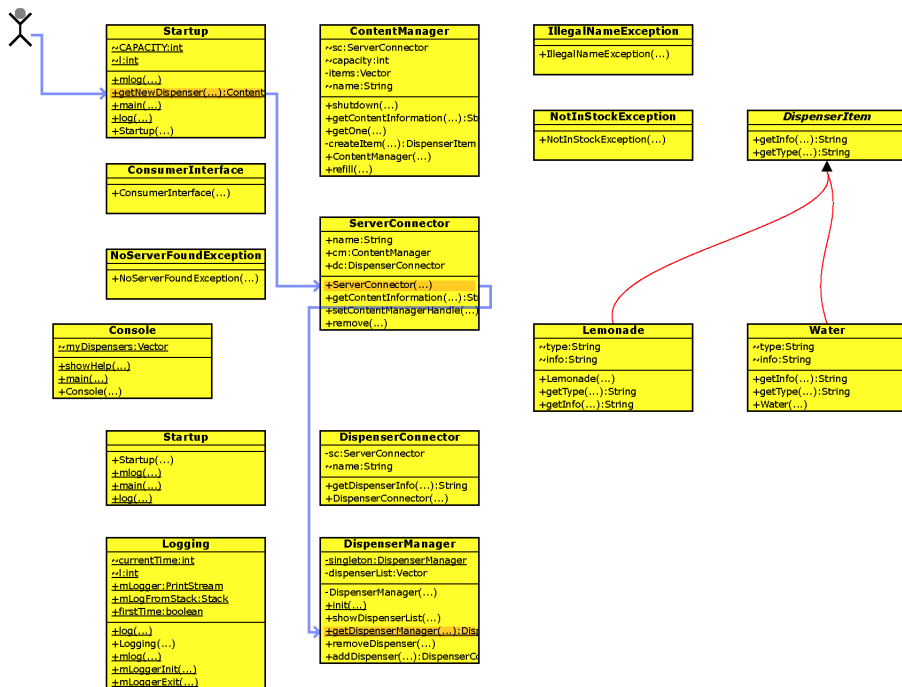 Startup
~CAPACITY:int
~l:int
+mlog(...)
+getNewDispenser(...):Content
+main(...)
+log(...)
+Startup(...)
ContentManager
~sc:ServerConnector
~capacity:int
-items:Vector
~name:String
+shutdown(...)
+getContentInformation(...):St
+getOne(...)
-createItem(...):DispenserItem
+ContentManager(...)
+refill(...)
IllegalNameException
+IllegalNameException(...)
NotInStockException
+NotInStockException(...)
DispenserItem
+getInfo(...):String
+getType(...):String
ConsumerInterface
+ConsumerInterface(...)
ServerConnector
+name:String
+cm:ContentManager
+dc:DispenserConnector
+ServerConnector(...)
+getContentInformation(...):St
+setContentManagerHandle(...)
+remove(...)
NoServerFoundException
+NoServerFoundException(...)
Console
~myDispensers:Vector
+showHelp(...)
+main(...)
+Console(...)
Lemonade
~type:String
~info:String
+Lemonade(...)
+getType(...):String
+getInfo(...):String
Water
~type:String
~info:String
+getInfo(...):String
+getType(...):String
+Water(...)
Startup
+Startup(...)
+mlog(...)
+main(...)
+log(...)
DispenserConnector
-sc:ServerConnector
~name:String
+getDispenserInfo(...):String
+DispenserConnector(...)
Logging
~currentTime:int
~l:int
+mLogger:PrintStream
+mLogFromStack:Stack
+firstTime:boolean
+log(...)
+Logging(...)
+mlog(...)
+mLoggerInit(...)
+mLoggerExit(...)
DispenserManager
-singleton:DispenserManager
-dispenserList:Vector
-DispenserManager(...)
+init(...)
+showDispenserList(...)
+getDispenserManager(...):Disp
+removeDispenser(...)
+addDispenser(...):DispenserCo